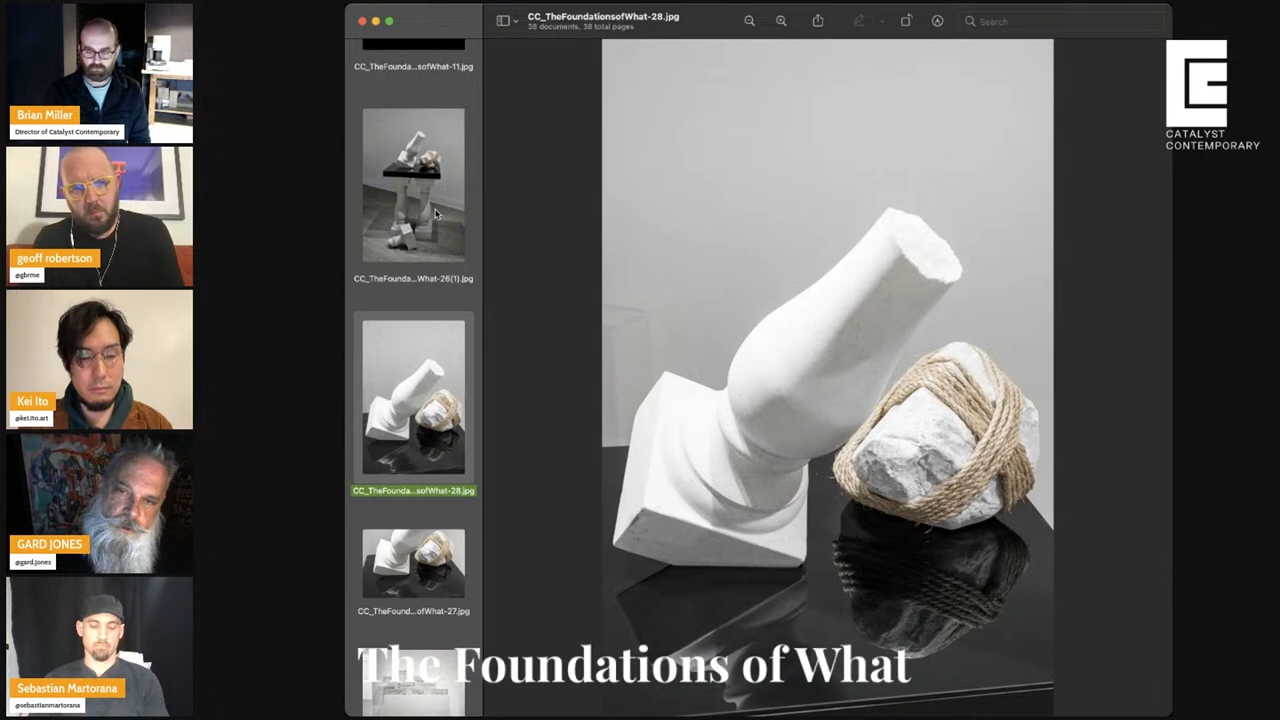 Brian Miller
Director of Catalyst Contemporary
geoff robertson
@gbrme
Kei Ito
@kei.ito.art
GARD JONES
@gard.jones
Sebastian Martorana
@sebastianmartorana
CC_TheFoundationsofWhat-28.jpg
38 documents, 38 total pages
Search
CC_TheFounda...sofWhat-11.jpg
CC_TheFounda...What-26(1).jpg
CC_TheFounda...sofWhat-28.jpg
CC_TheFound...ofWhat-27.jpg
The Foundations of What
CATALYST
CONTEMPORARY